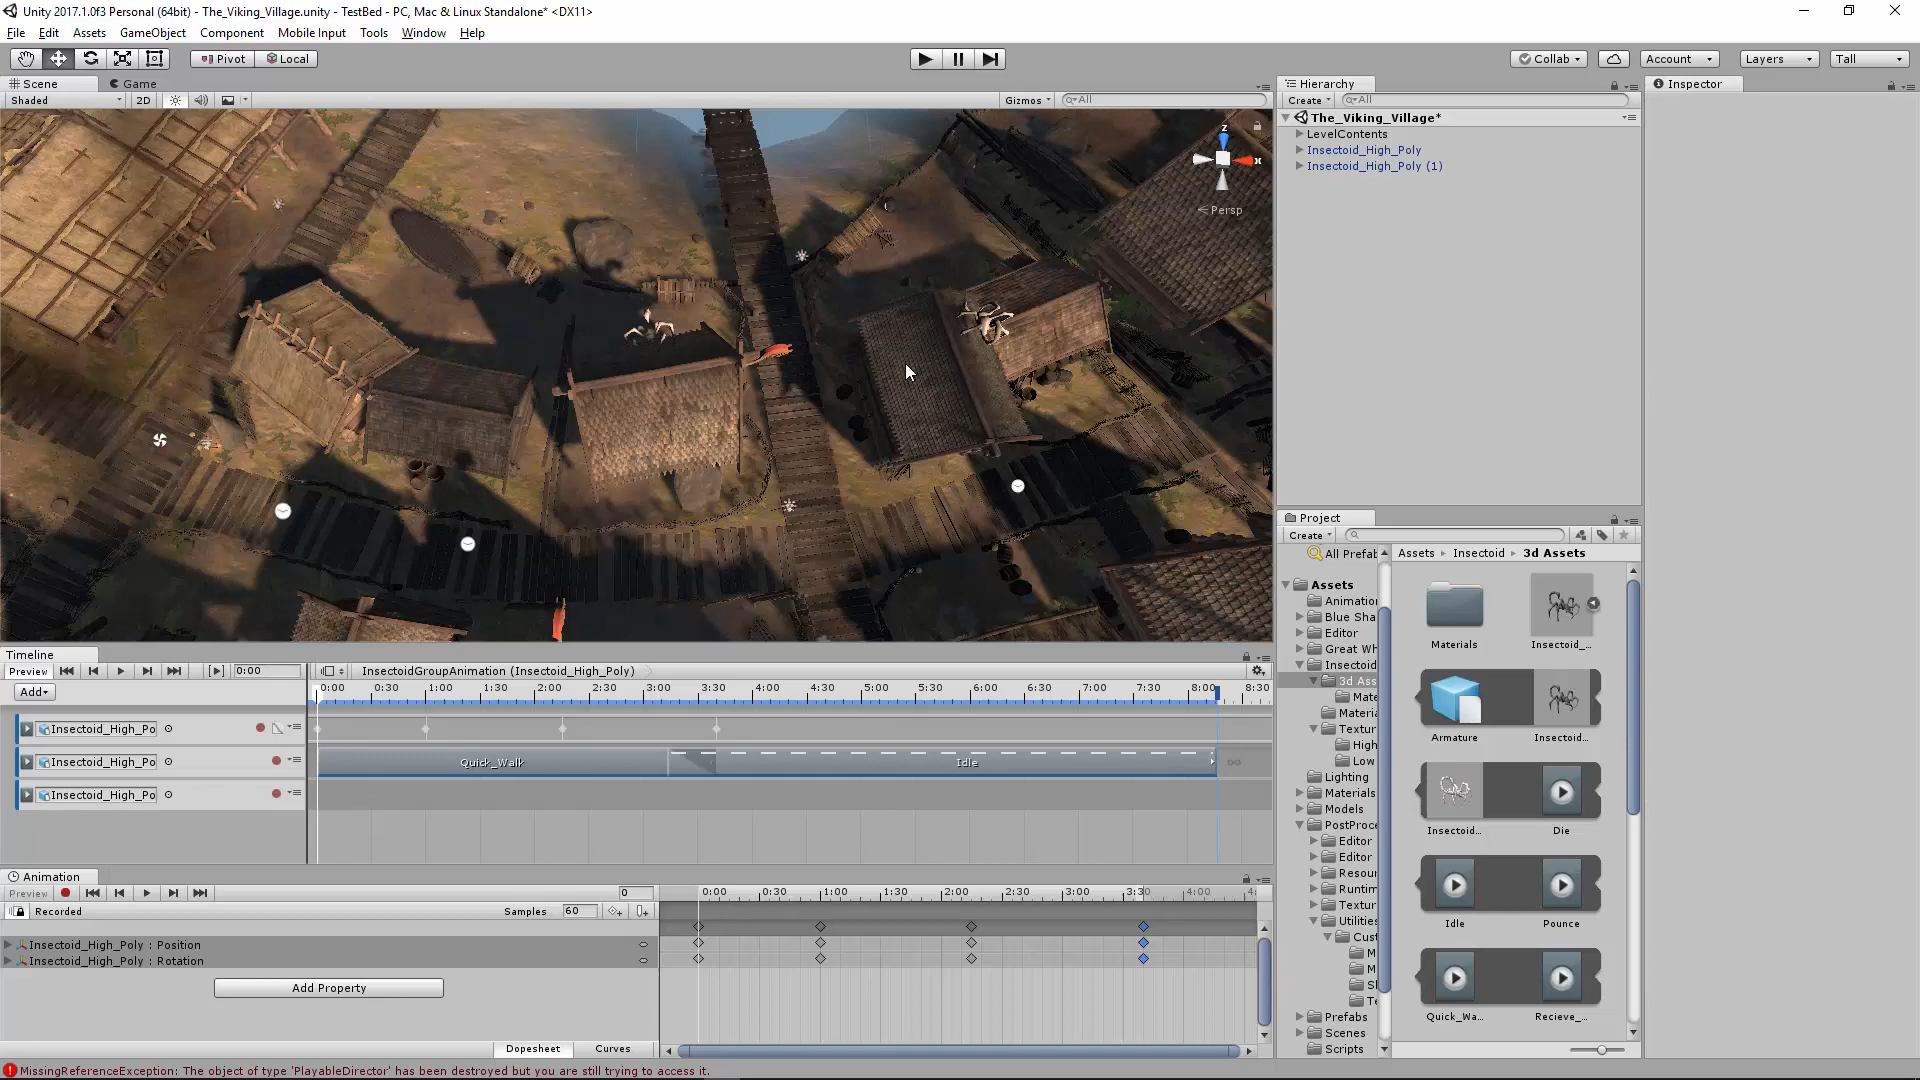 Unity 2017.1.0f3 Personal (64bit) - The_Viking_Village.unity - TestBed - PC, Mac & Linux Standalone* <DX11>
File Edit Assets GameObject Component Mobile Input Tools Window Help
Pivot Local Collab Account Layers Tall
Scene Game
Shaded 2D Gizmos All
z
x
Persp
Hierarchy
Create All
The_Viking_Village*
LevelContents
Insectoid_High_Poly
Insectoid_High_Poly (1)
Inspector
Project
Create
All Prefab
Assets
Animation
Blue Sha
Editor
Great Wh
Insectoid
3d Ass
Mate
Materia
Textur
High
Low
Lighting
Materials
Models
PostProce
Editor
Editor
Resour
Runtim
Textur
Utilities
Cust
M
M
Sl
Te
Prefabs
Scenes
Scripts
Assets Insectoid 3d Assets
Materials Insectoid_...
Armature Insectoid...
Insectoid... Die
Idle Pounce
Quick_Wa... Recieve_...
Timeline
Preview 0:00 InsectoidGroupAnimation (Insectoid_High_Poly)
Add
0:00 0:30 1:00 1:30 2:00 2:30 3:00 3:30 4:00 4:30 5:00 5:30 6:00 6:30 7:00 7:30 8:00 8:30
Insectoid_High_Po
Insectoid_High_Po Quick_Walk Idle
Insectoid_High_Po
Animation
Preview 0 0:00 0:30 1:00 1:30 2:00 2:30 3:00 3:30 4:00 4:
Recorded Samples 60
Insectoid_High_Poly : Position
Insectoid_High_Poly : Rotation
Add Property
Dopesheet Curves
MissingReferenceException: The object of type 'PlayableDirector' has been destroyed but you are still trying to access it.